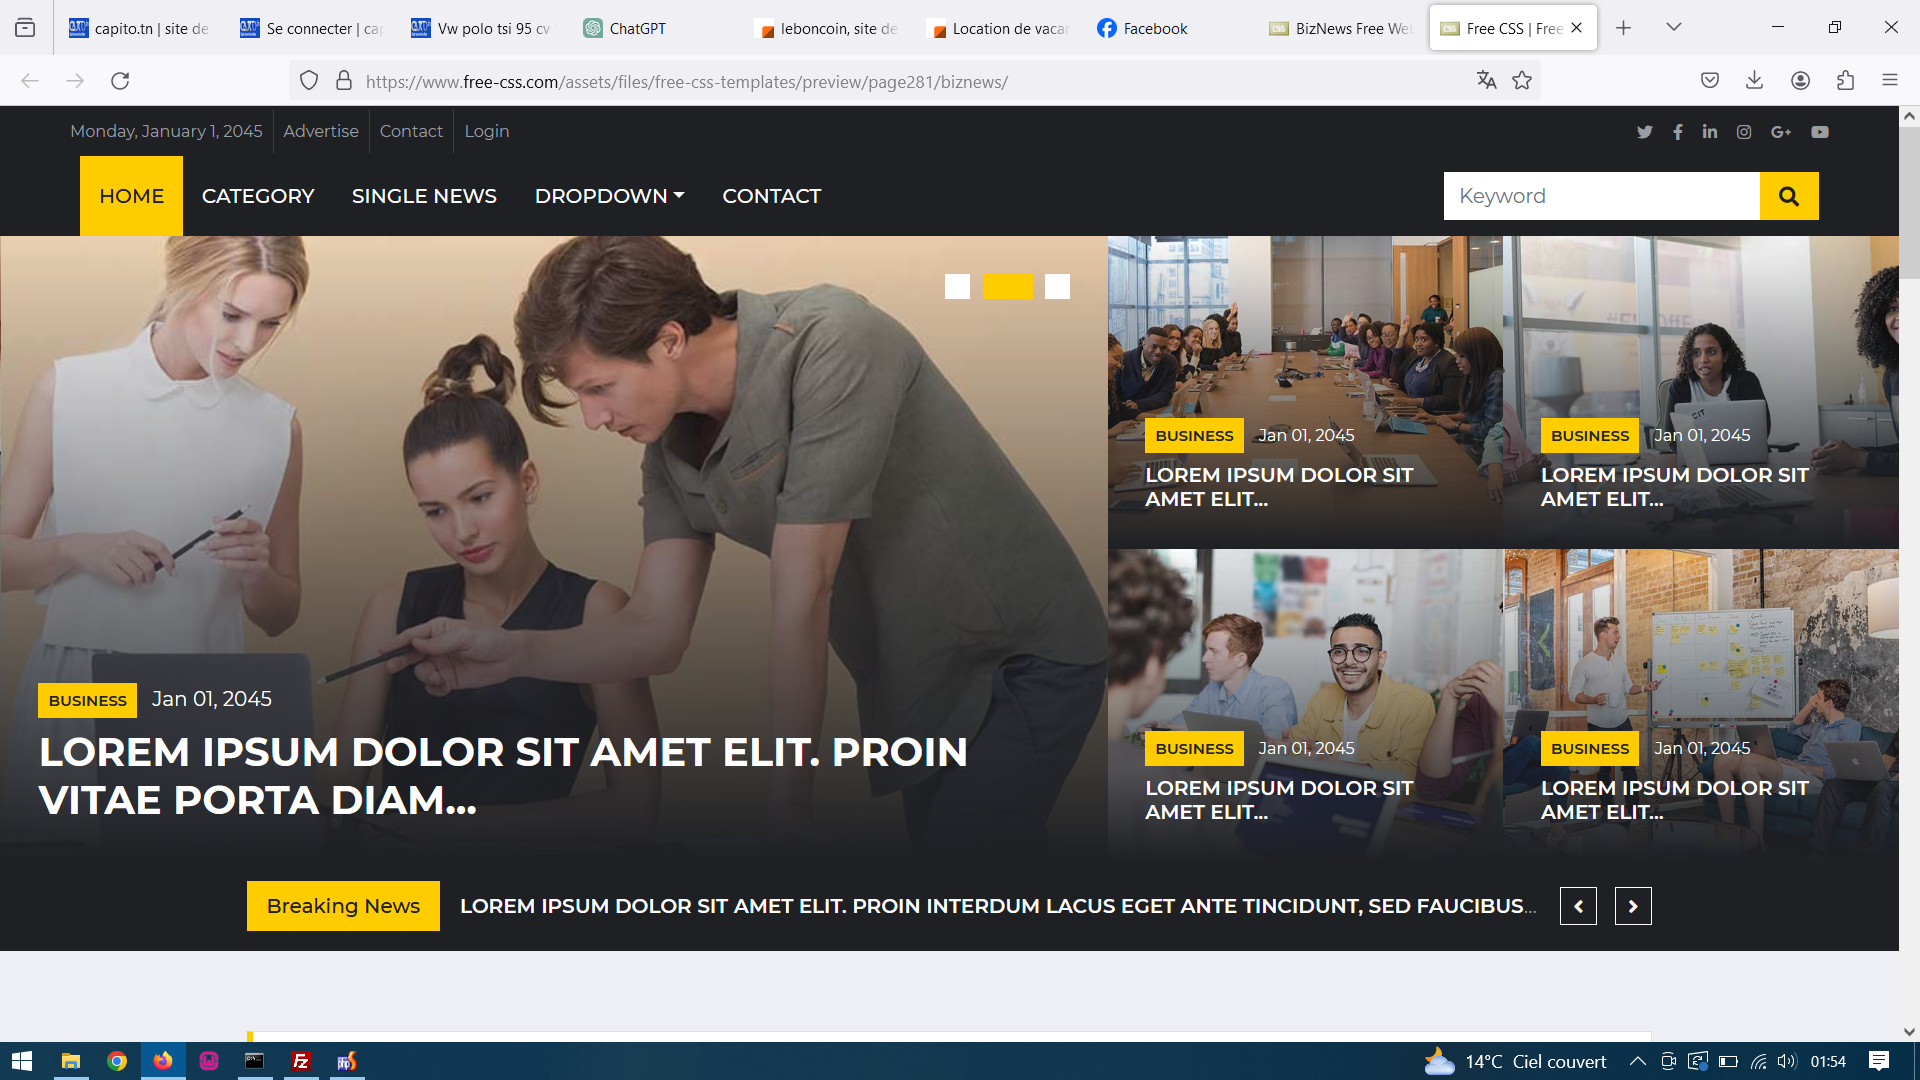 capito.tn | site de
Se connecter | cap
Vw polo tsi 95 cv
ChatGPT
leboncoin, site de
Location de vacan
Facebook
BizNews Free We
Free CSS | Free
https://www.free-css.com/assets/files/free-css-templates/preview/page281/biznews/
Monday, January 1, 2045
Advertise
Contact
Login
HOME
CATEGORY
SINGLE NEWS
DROPDOWN
CONTACT
Keyword
BUSINESS Jan 01, 2045
LOREM IPSUM DOLOR SIT AMET ELIT. PROIN
VITAE PORTA DIAM...
BUSINESS Jan 01, 2045
LOREM IPSUM DOLOR SIT
AMET ELIT...
BUSINESS Jan 01, 2045
LOREM IPSUM DOLOR SIT
AMET ELIT...
BUSINESS Jan 01, 2045
LOREM IPSUM DOLOR SIT
AMET ELIT...
BUSINESS Jan 01, 2045
LOREM IPSUM DOLOR SIT
AMET ELIT...
Breaking News
LOREM IPSUM DOLOR SIT AMET ELIT. PROIN INTERDUM LACUS EGET ANTE TINCIDUNT, SED FAUCIBUS...
14°C Ciel couvert
01:54